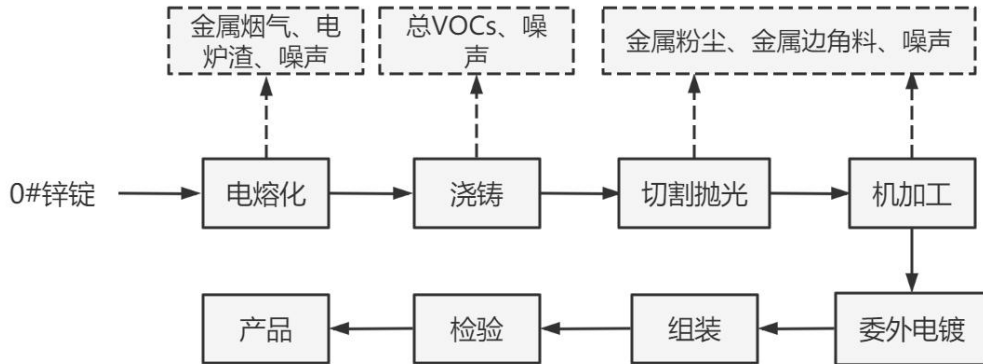 金属烟气、电
炉渣、噪声
总VOCs、噪
声
金属粉尘、金属边角料、噪声
0#锌锭
电熔化
浇铸
切割抛光
机加工
产品
检验
组装
委外电镀